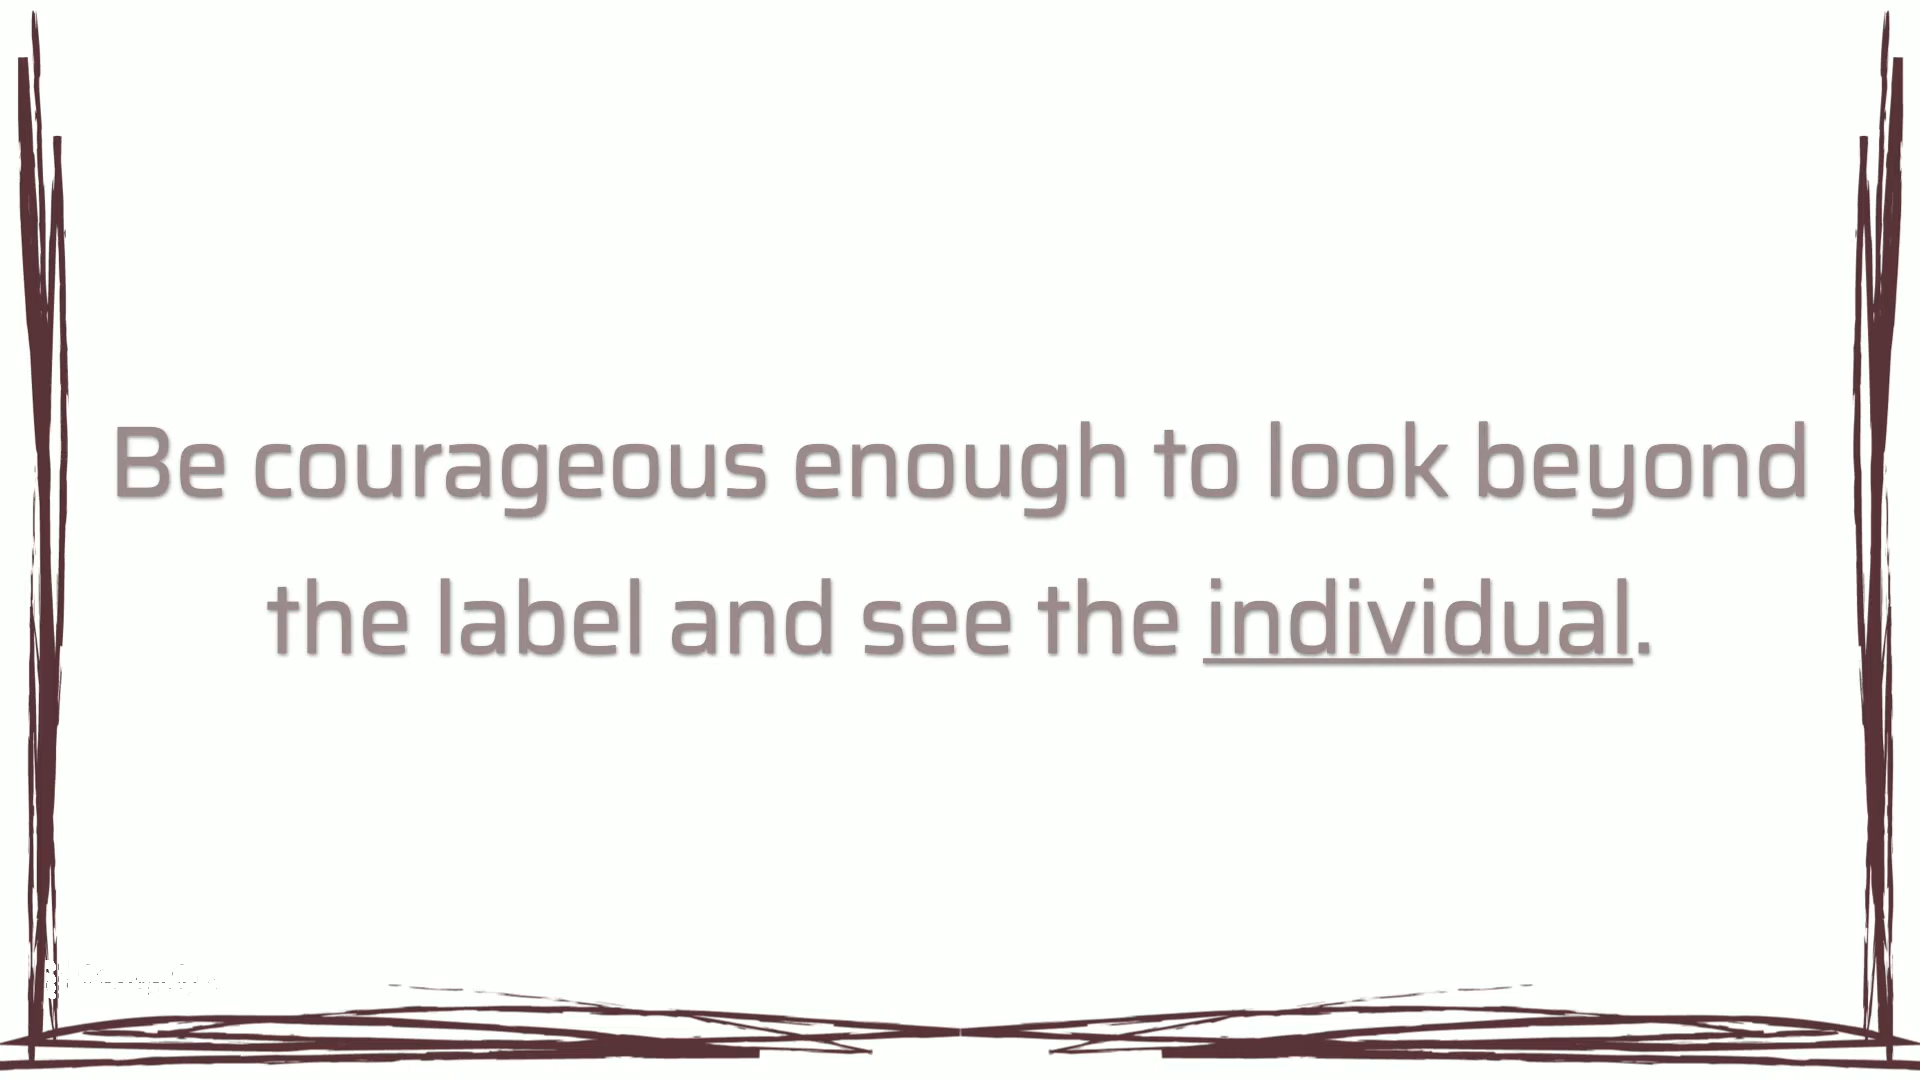 Be courageous enough to look beyond
the label and see the individual.